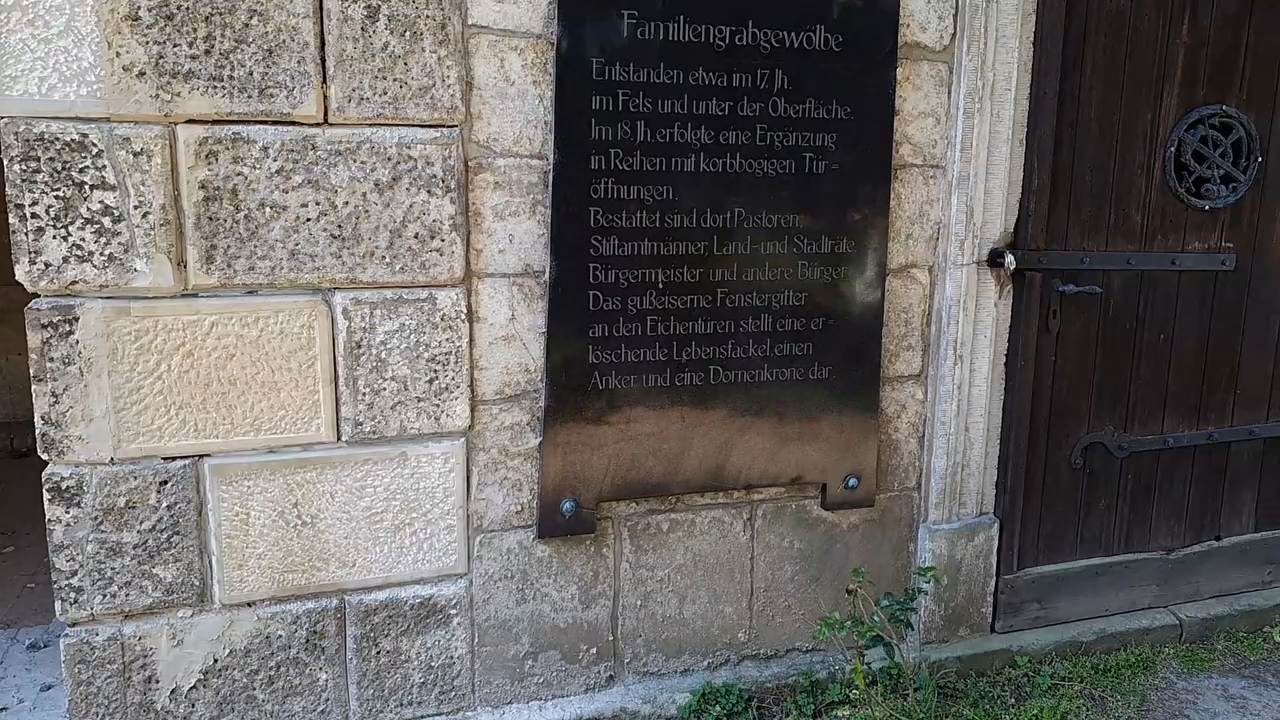 Familiengrabgewölbe
Entstanden etwa im 17. Jh.
im Fels und unter der Oberfläche.
Im 18. Jh. erfolgte eine Ergänzung
in Reihen mit korbbogigen Tür=
öffnungen.
Bestattet sind dort Pastoren,
Stiftamtmänner, Land- und Stadträte,
Bürgermeister und andere Bürger.
Das gußeiserne Fenstergitter
an den Eichentüren stellt eine er=
löschende Lebensfackel, einen
Anker und eine Dornenkrone dar.